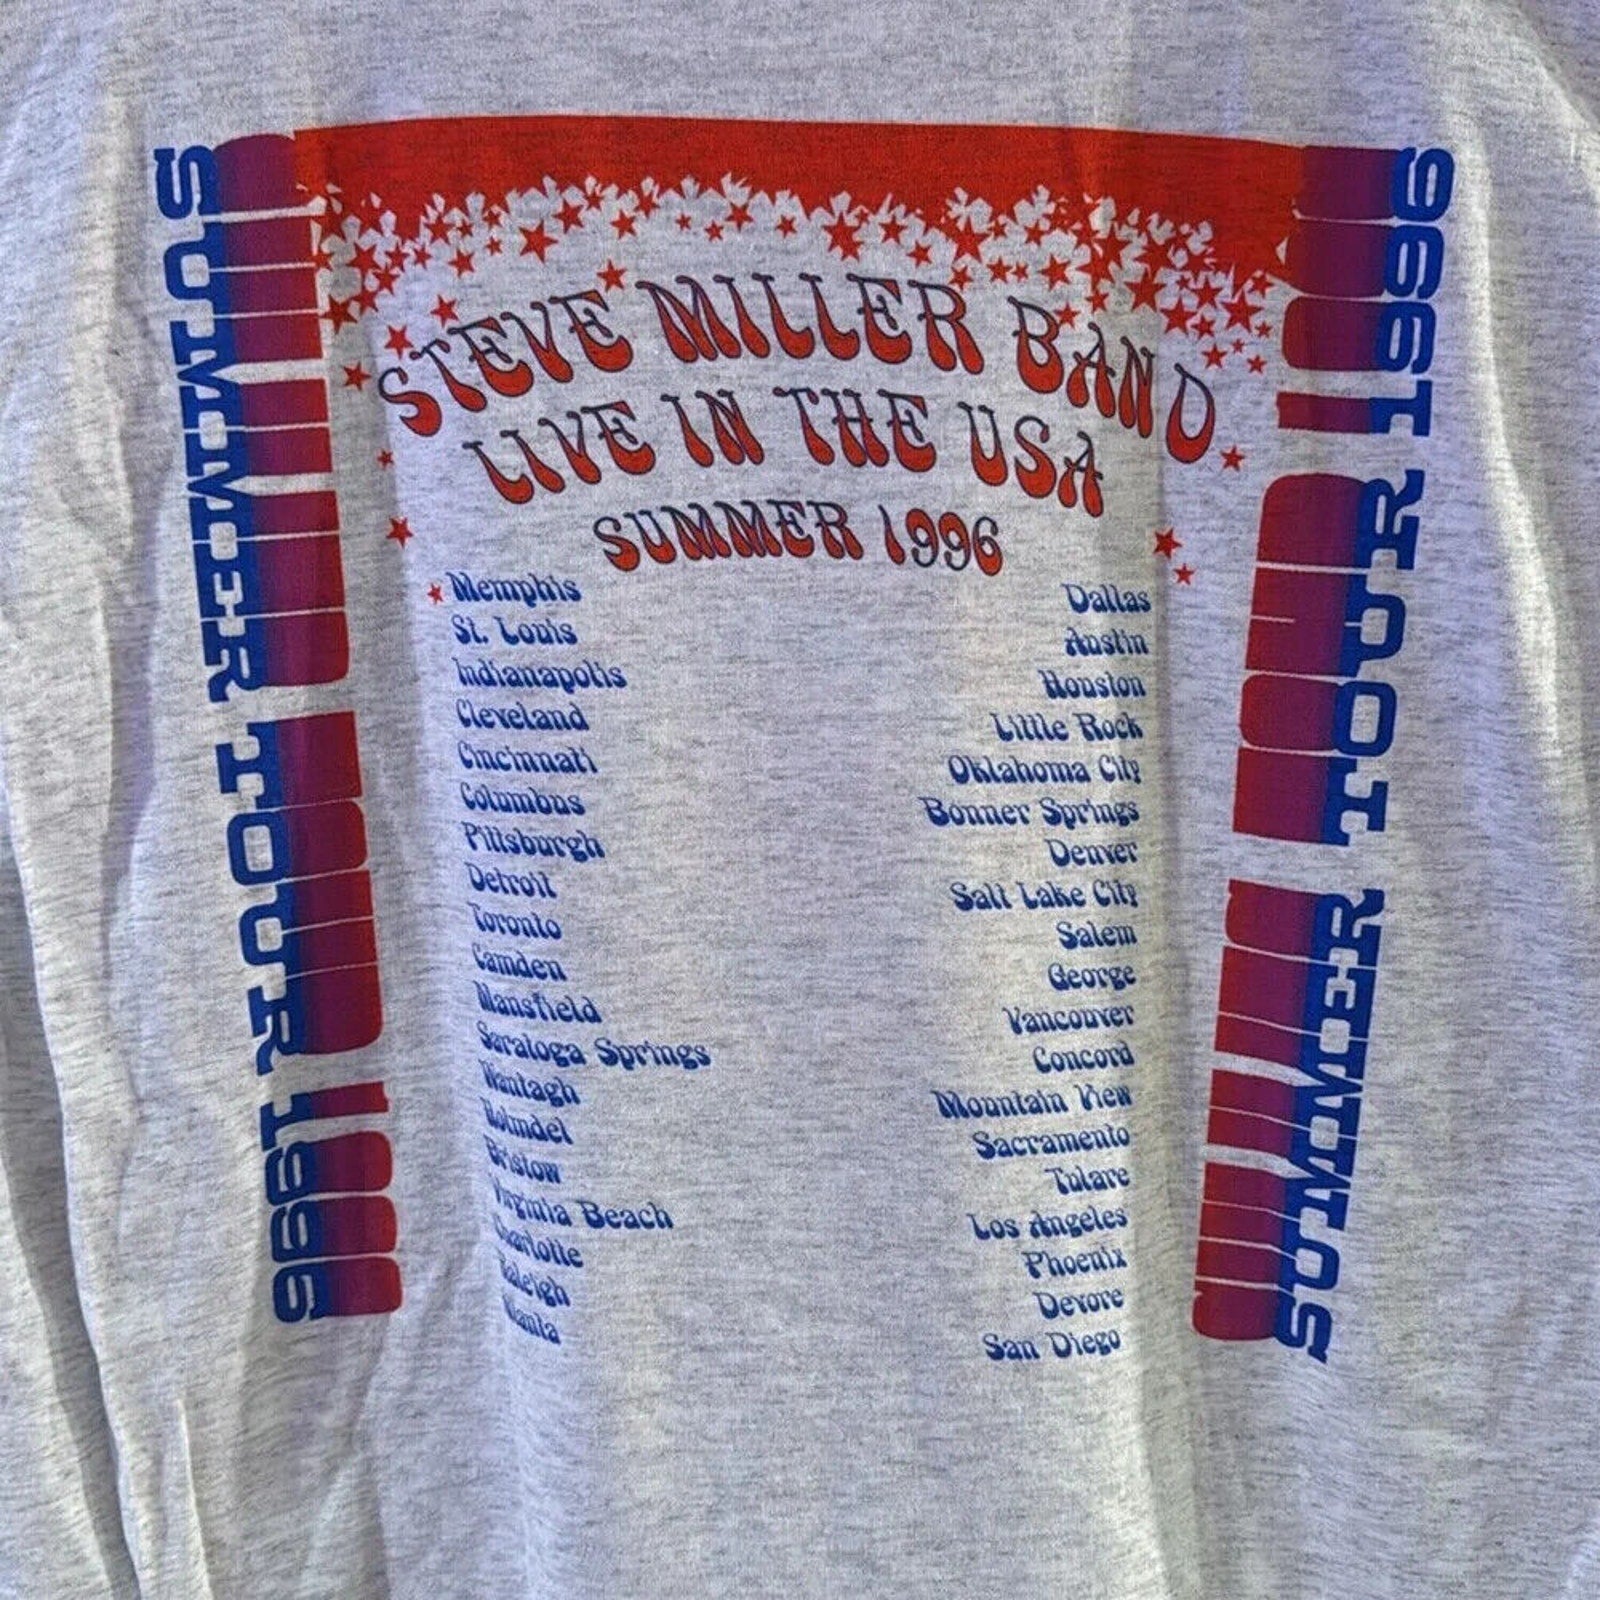 STEVE MILLER BAND
LIVE IN THE USA
SUMMER 1996
SUMMER TOUR 1996
Memphis
St. Louis
Indianapolis
Cleveland
Cincinnati
Columbus
Pittsburgh
Detroit
Toronto
Camden
Mansfield
Saratoga Springs
Wantagh
Holmdel
Bristow
Virginia Beach
Charlotte
Raleigh
Atlanta
Dallas
Austin
Houston
Little Rock
Oklahoma City
Bonner Springs
Denver
Salt Lake City
Salem
George
Vancouver
Concord
Mountain View
Sacramento
Tulare
Los Angeles
Phoenix
Devore
San Diego
SUMMER TOUR 1996